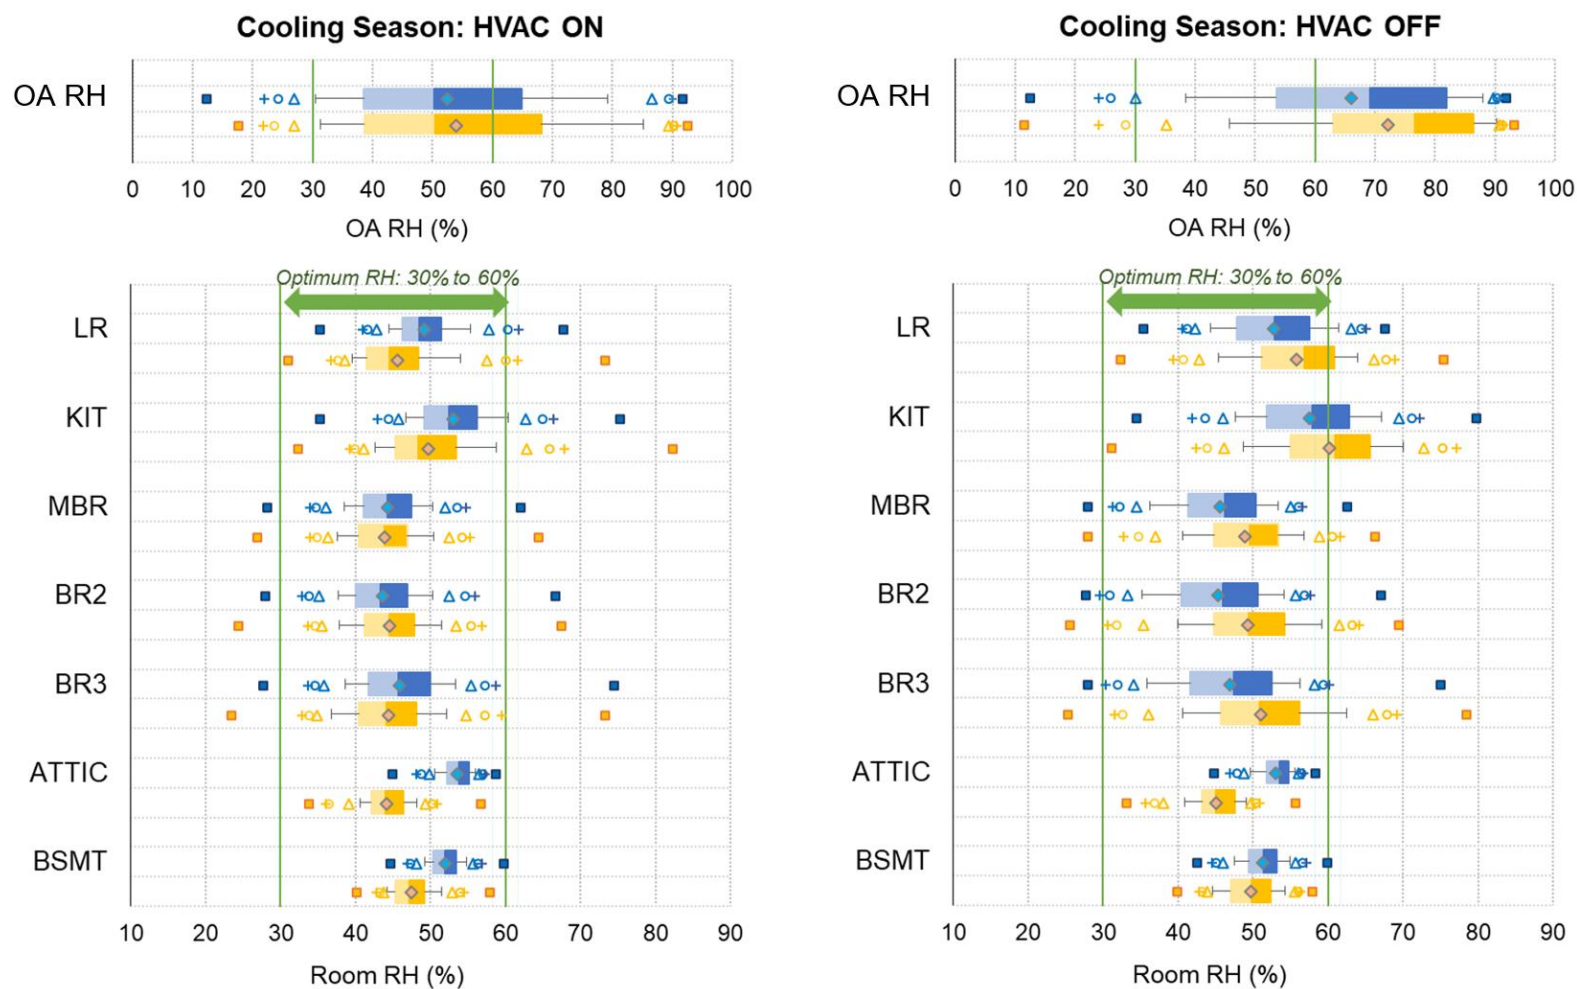 Cooling Season: HVAC ON
OA RH
0 10 20 30 40 50 60 70 80 90 100
OA RH (%)
Optimum RH: 30% to 60%
LR
KIT
MBR
BR2
BR3
ATTIC
BSMT
10 20 30 40 50 60 70 80 90
Room RH (%)
Cooling Season: HVAC OFF
OA RH
0 10 20 30 40 50 60 70 80 90 100
OA RH (%)
Optimum RH: 30% to 60%
LR
KIT
MBR
BR2
BR3
ATTIC
BSMT
10 20 30 40 50 60 70 80 90
Room RH (%)